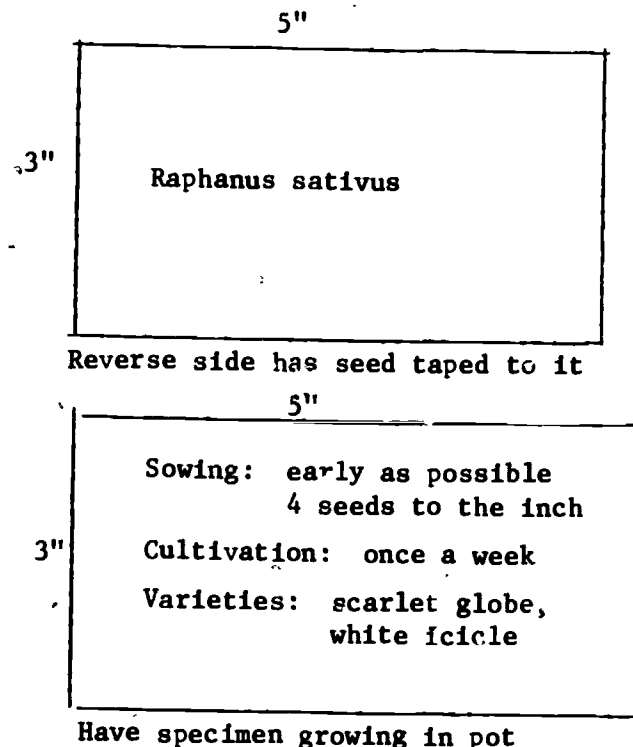 5"
3"
Raphanus sativus
Reverse side has seed taped to it
5"
Sowing: early as possible
4 seeds to the inch
3"
Cultivation: once a week
Varieties: scarlet globe,
white icicle
Have specimen growing in pot